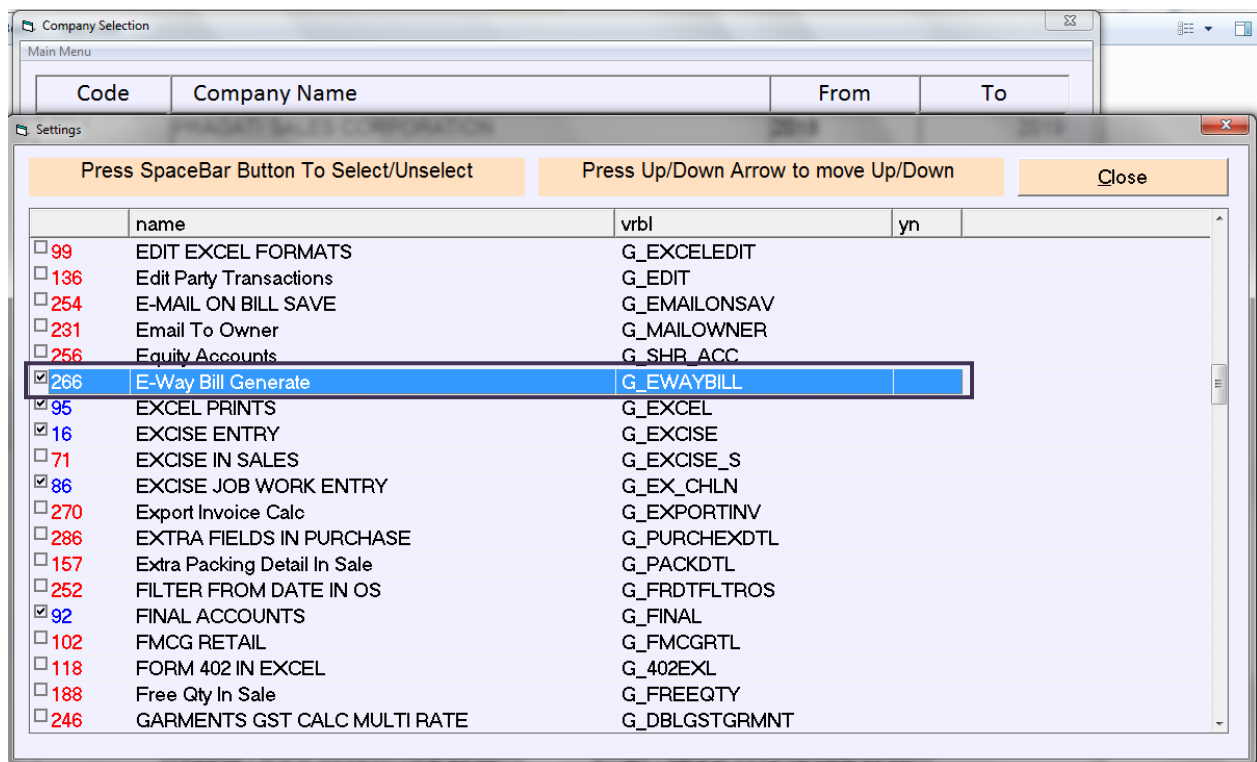 Company Selection
Main Menu
Code Company Name From To
Settings PRAGATI SALES CORPORATION 2018 2019
Press SpaceBar Button To Select/Unselect Press Up/Down Arrow to move Up/Down Close
name vrbl yn
99 EDIT EXCEL FORMATS G_EXCELEDIT
136 Edit Party Transactions G_EDIT
254 E-MAIL ON BILL SAVE G_EMAILONSAV
231 Email To Owner G_MAILOWNER
256 Equity Accounts G_SHR_ACC
266 E-Way Bill Generate G_EWAYBILL
95 EXCEL PRINTS G_EXCEL
16 EXCISE ENTRY G_EXCISE
71 EXCISE IN SALES G_EXCISE_S
86 EXCISE JOB WORK ENTRY G_EX_CHLN
270 Export Invoice Calc G_EXPORTINV
286 EXTRA FIELDS IN PURCHASE G_PURCHEXDTL
157 Extra Packing Detail In Sale G_PACKDTL
252 FILTER FROM DATE IN OS G_FRDTFLTROS
92 FINAL ACCOUNTS G_FINAL
102 FMCG RETAIL G_FMCGRTL
118 FORM 402 IN EXCEL G_402EXL
188 Free Qty In Sale G_FREEQTY
246 GARMENTS GST CALC MULTI RATE G_DBLGSTGRMNT